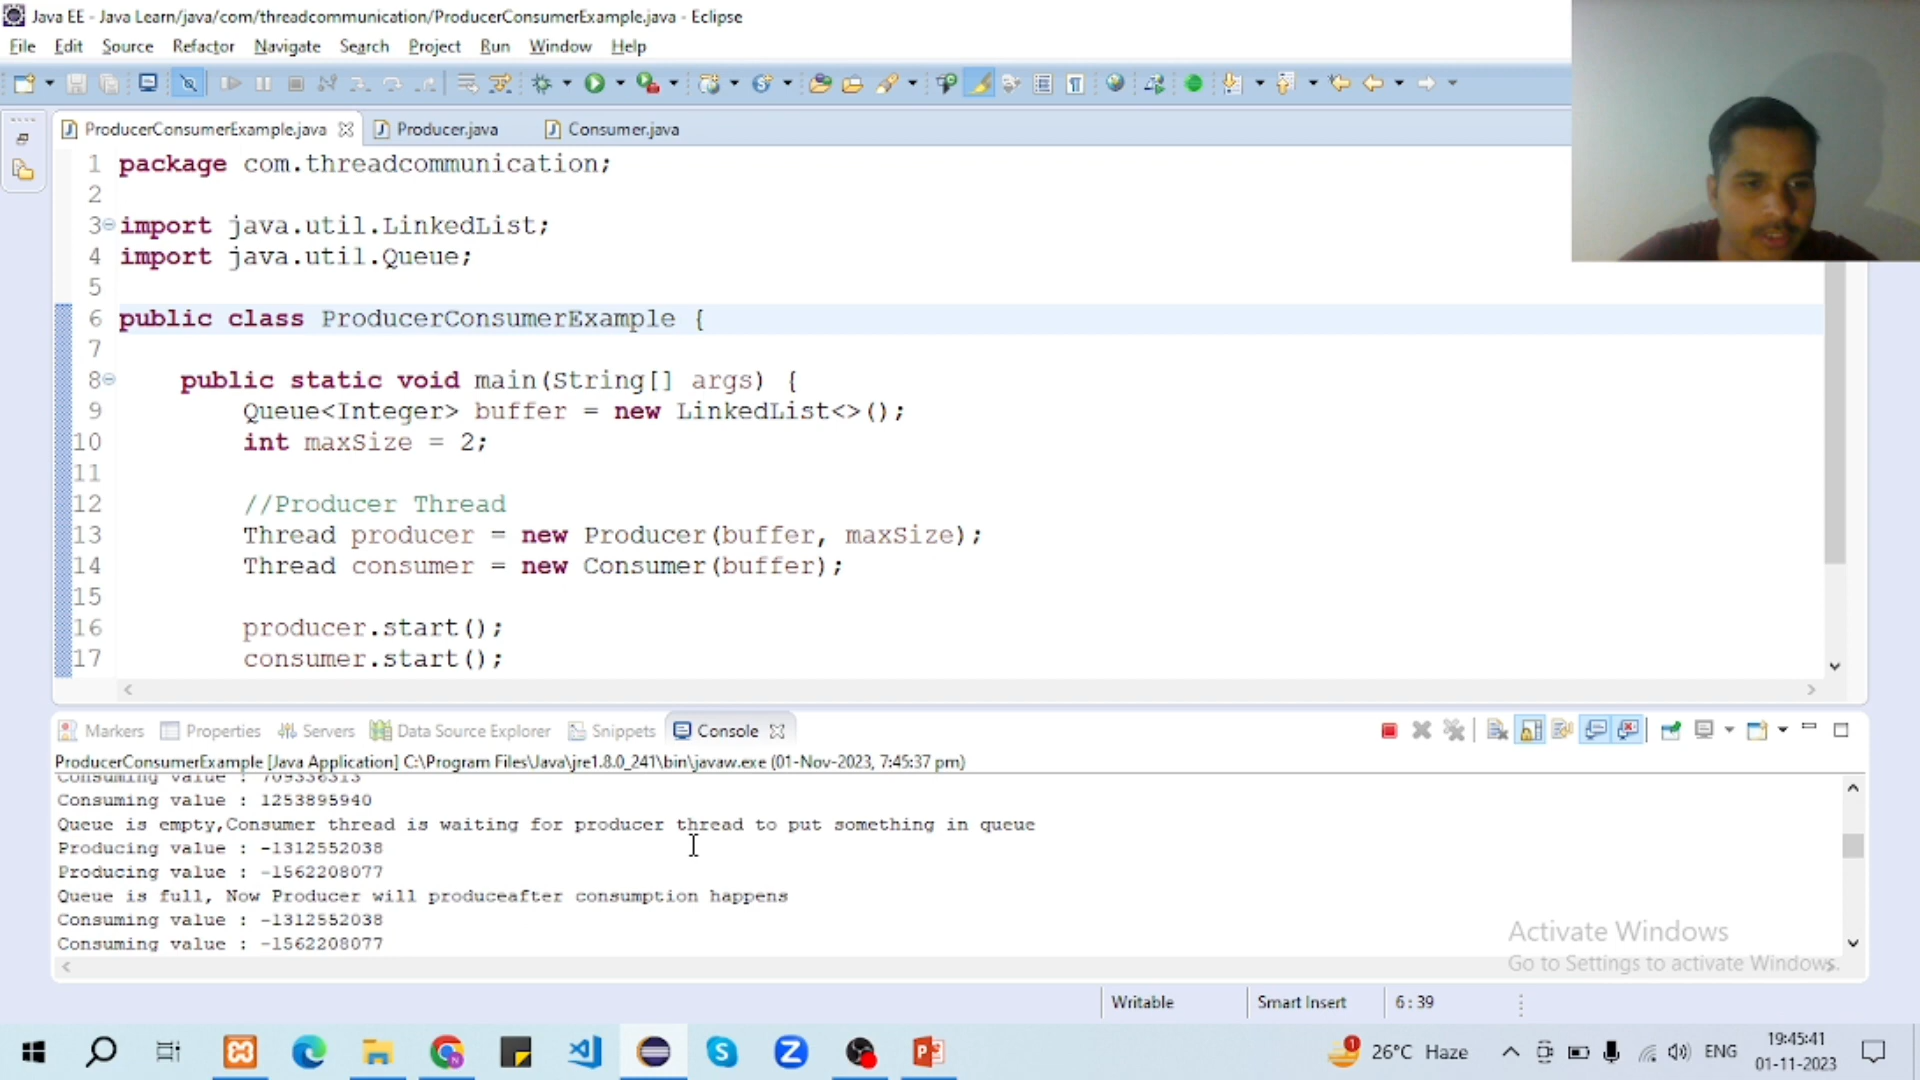 Java EE - Java Learn/java/com/threadcommunication/ProducerConsumerExample.java - Eclipse
File Edit Source Refactor Navigate Search Project Run Window Help
ProducerConsumerExample.java Producer.java Consumer.java
1 package com.threadcommunication;
2
3 import java.util.LinkedList;
4 import java.util.Queue;
5
6 public class ProducerConsumerExample {
7
8 public static void main(String[] args) {
9 Queue<Integer> buffer = new LinkedList<>();
10 int maxSize = 2;
11
12 //Producer Thread
13 Thread producer = new Producer(buffer, maxSize);
14 Thread consumer = new Consumer(buffer);
15
16 producer.start();
17 consumer.start();
Markers Properties Servers Data Source Explorer Snippets Console
ProducerConsumerExample [Java Application] C:\Program Files\Java\jre1.8.0_241\bin\javaw.exe (01-Nov-2023, 7:45:37 pm)
Consuming value : 709336313
Consuming value : 1253895940
Queue is empty,Consumer thread is waiting for producer thread to put something in queue
Producing value : -1312552038
Producing value : -1562208077
Queue is full, Now Producer will produceafter consumption happens
Consuming value : -1312552038
Consuming value : -1562208077
Activate Windows
Go to Settings to activate Windows.
Writable Smart Insert 6 : 39
1 26°C Haze ENG 19:45:41
01-11-2023